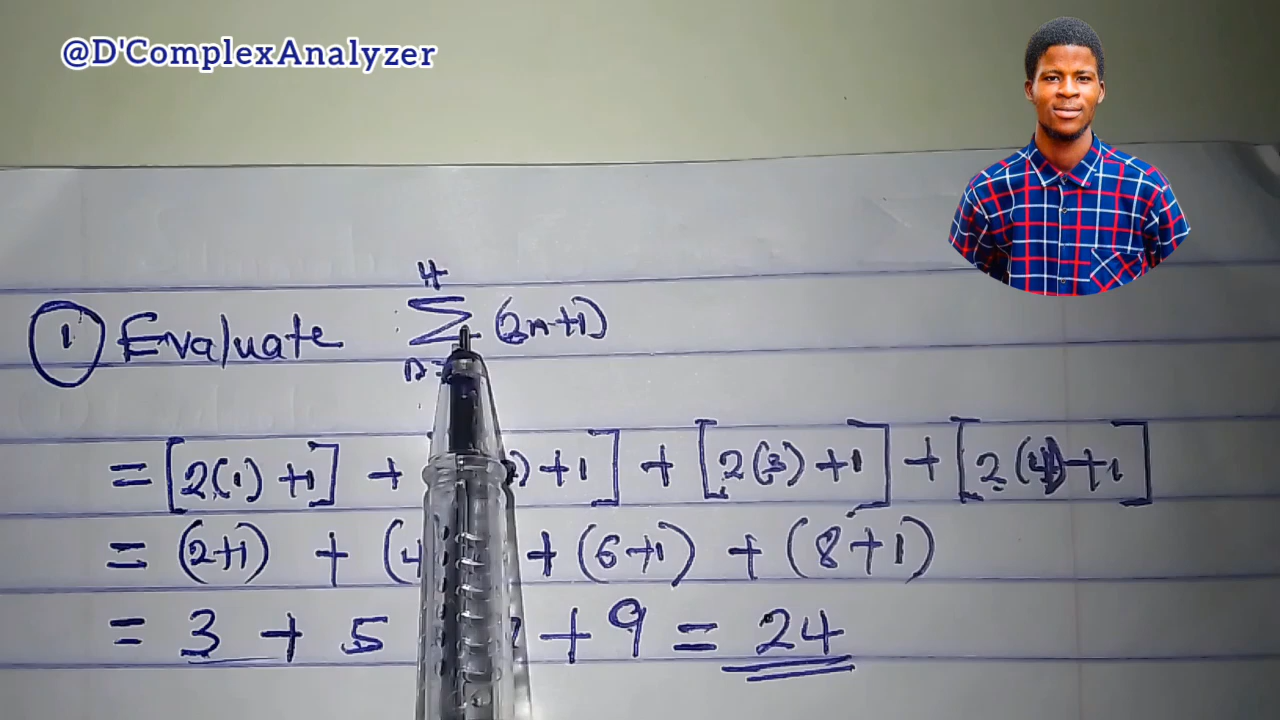 @D'ComplexAnalyzer
4
① Evaluate Σ (2n+1)
n=
= [2(1)+1] + )+1] + [2(3)+1] + [2(4)+1]
= (2+1) + (4 + (6+1) + (8+1)
= 3 + 5 + 9 = 24